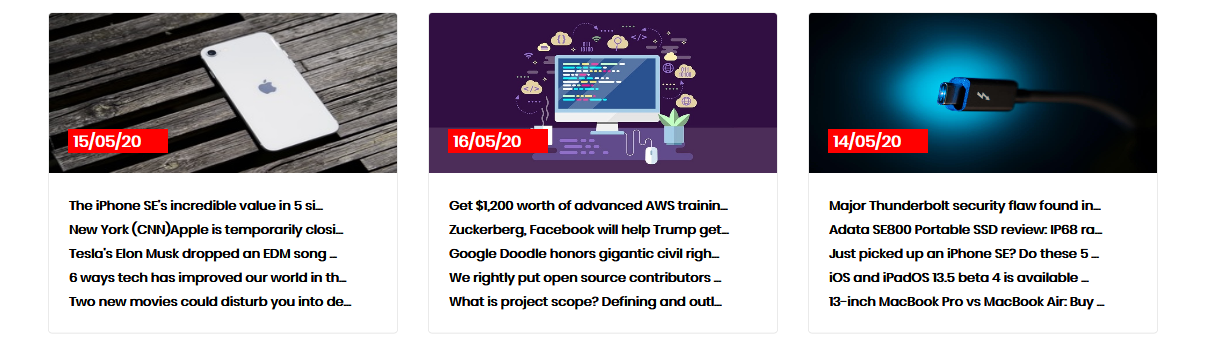 15/05/20
The iPhone SE's incredible value in 5 si...
New York (CNN)Apple is temporarily closi...
Tesla's Elon Musk dropped an EDM song ...
6 ways tech has improved our world in th...
Two new movies could disturb you into de...
16/05/20
Get $1,200 worth of advanced AWS trainin...
Zuckerberg, Facebook will help Trump get...
Google Doodle honors gigantic civil righ...
We rightly put open source contributors ...
What is project scope? Defining and outl...
14/05/20
Major Thunderbolt security flaw found in...
Adata SE800 Portable SSD review: IP68 ra...
Just picked up an iPhone SE? Do these 5 ...
iOS and iPadOS 13.5 beta 4 is available ...
13-inch MacBook Pro vs MacBook Air: Buy ...